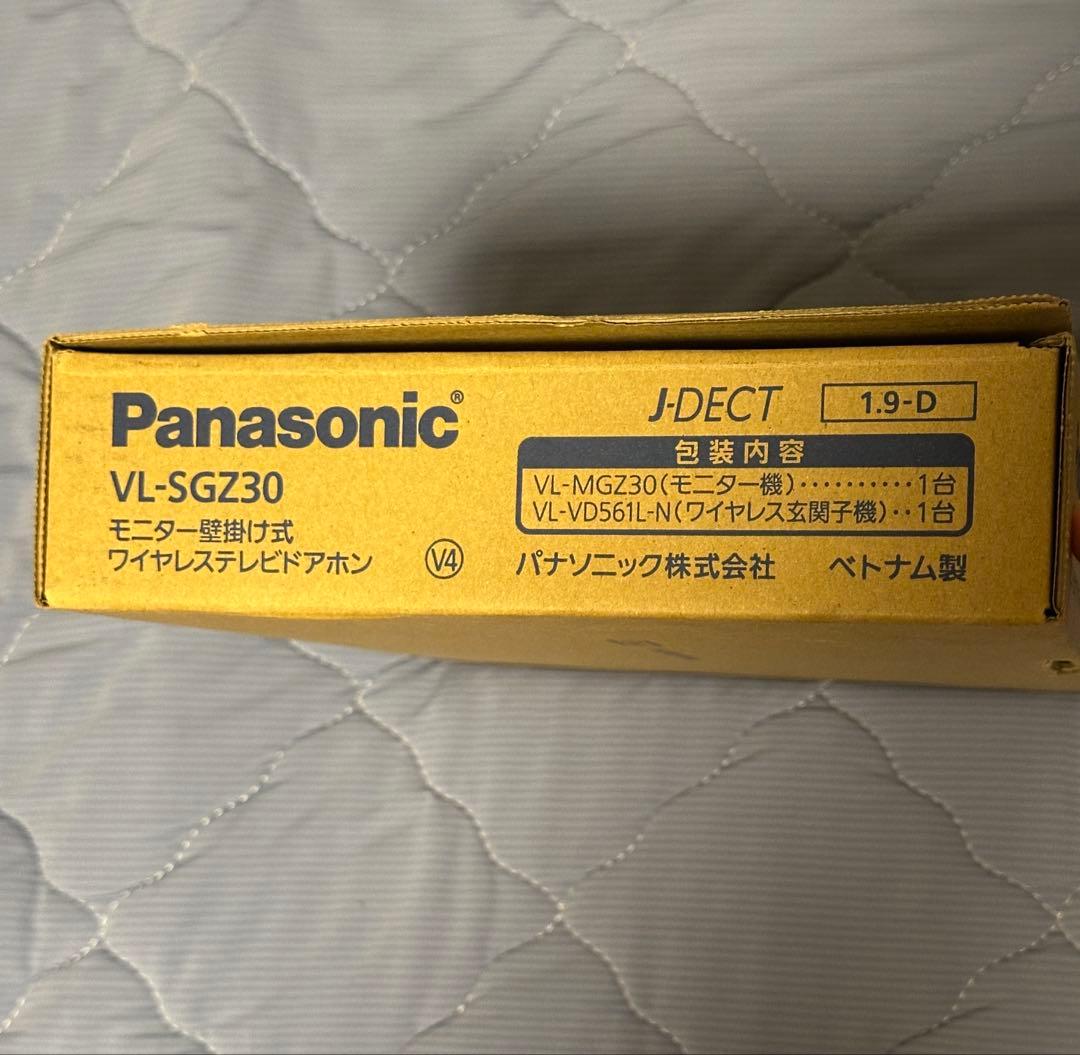 Panasonic®
VL-SGZ30
モニター壁掛け式
ワイヤレステレビドアホン
V4
J-DECT
1.9-D
包装内容
VL-MGZ30(モニター機)··········1台
VL-VD561L-N(ワイヤレス玄関子機)··1台
パナソニック株式会社
ベトナム製